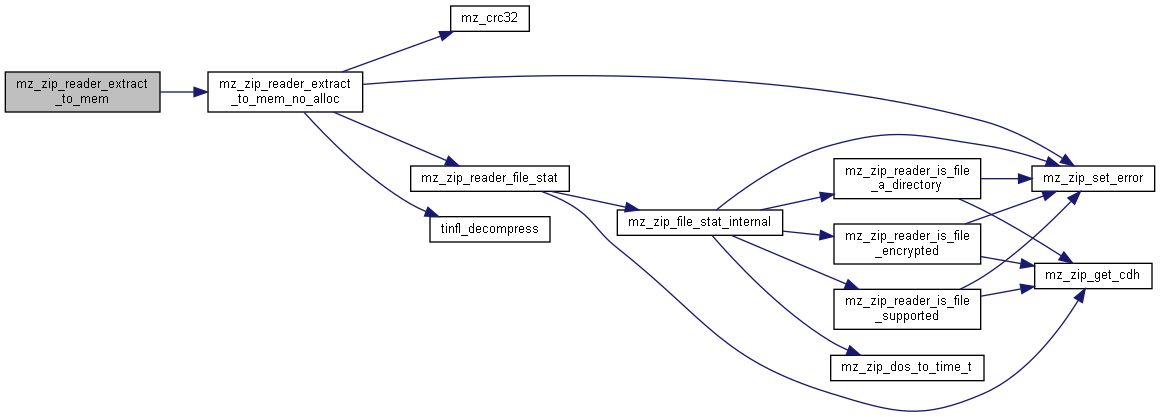 mz_zip_reader_extract
_to_mem
mz_zip_reader_extract
_to_mem_no_alloc
mz_crc32
mz_zip_reader_file_stat
tinfl_decompress
mz_zip_file_stat_internal
mz_zip_reader_is_file
_a_directory
mz_zip_reader_is_file
_encrypted
mz_zip_reader_is_file
_supported
mz_zip_dos_to_time_t
mz_zip_set_error
mz_zip_get_cdh